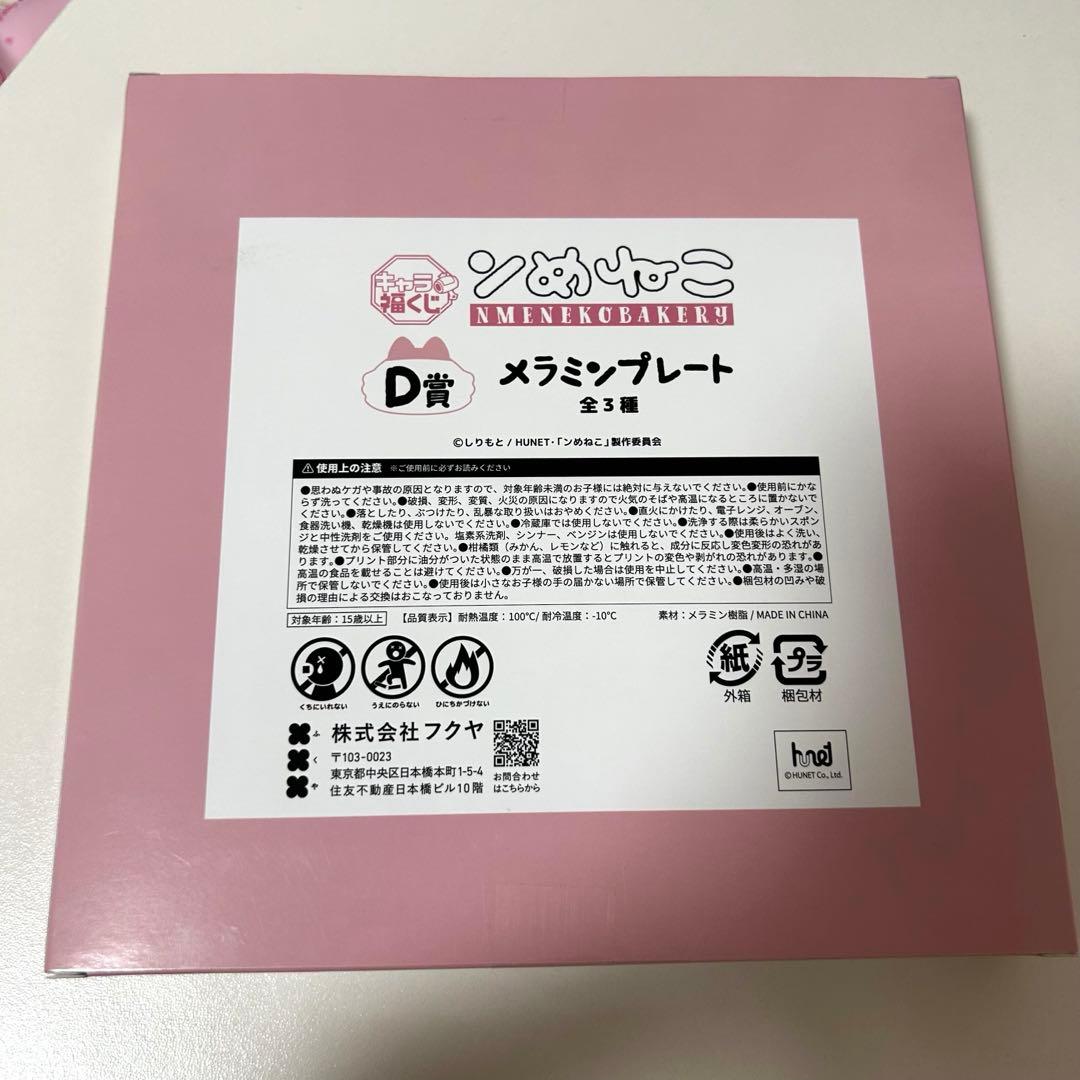 キャラ
福くじ
ンめねこ
NMENEKOBAKERY
D賞
メラミンプレート
全3種
©しりもと / HUNET・「ンめねこ」製作委員会
使用上の注意 ※ご使用前に必ずお読みください
●思わぬケガや事故の原因となりますので、対象年齢未満のお子様には絶対に与えないでください。●使用前にかな
らず洗ってください。●破損、変形、変質、火災の原因になりますので火気のそばや高温になるところに置かないで
ください。●落としたり、ぶつけたり、乱暴な取り扱いはおやめください。●直火にかけたり、電子レンジ、オーブン、
食器洗い機、乾燥機は使用しないでください。●冷蔵庫では使用しないでください。●洗浄する際は柔らかいスポン
ジと中性洗剤をご使用ください。塩素系洗剤、シンナー、ベンジンは使用しないでください。●使用後はよく洗い、
乾燥させてから保管してください。●柑橘類（みかん、レモンなど）に触れると、成分に反応し変色変形の恐れがあ
ります。●プリント部分に油分がついた状態のまま高温で放置するとプリントの変色や剥がれの恐れがあります。●
高温の食品を載せることは避けてください。●万が一、破損した場合は使用を中止してください。●高温・多湿の場
所で保管しないでください。●使用後は小さなお子様の手の届かない場所で保管してください。●梱包材の凹みや破
損の理由による交換はおこなっておりません。
対象年齢：15歳以上 【品質表示】耐熱温度：100℃/ 耐冷温度：-10℃ 素材：メラミン樹脂 / MADE IN CHINA
くちにいれない うえにのらない ひにちかづけない
紙 プラ
外箱 梱包材
ふくや
株式会社フクヤ
〒103-0023
東京都中央区日本橋本町1-5-4
住友不動産日本橋ビル10階
お問合わせ
はこちらから
hunet
©HUNET Co., Ltd.